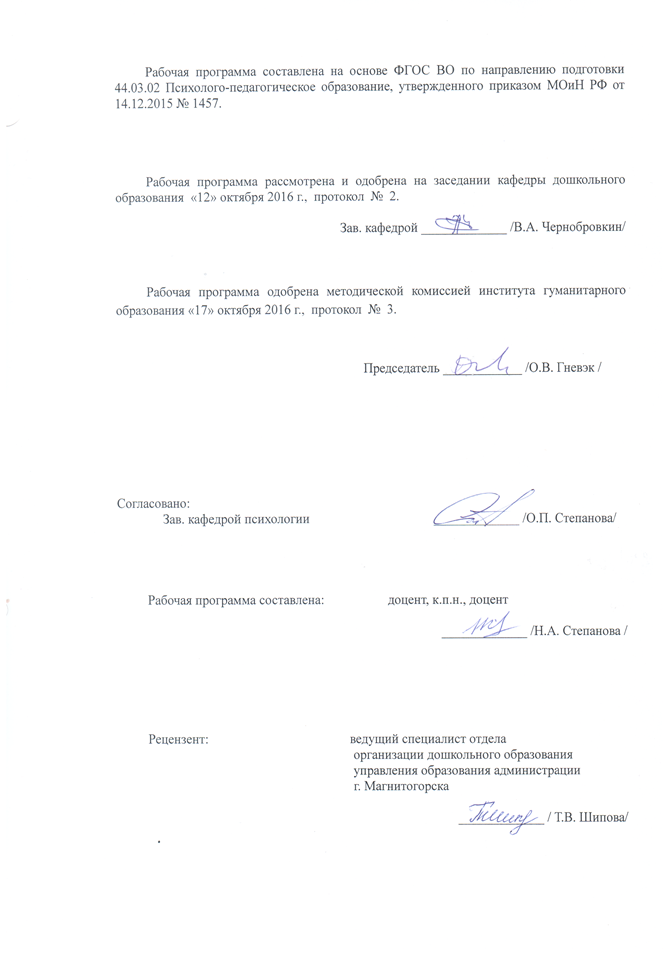 Рабочая программа составлена на основе ФГОС ВО по направлению подготовки
44.03.02 Психолого-педагогическое образование, утвержденного приказом МОиН РФ от
14.12.2015 № 1457.
Рабочая программа рассмотрена и одобрена на заседании кафедры дошкольного
образования «12» октября 2016 г., протокол № 2.
Зав. кафедрой _____________ /В.А. Чернобровкин/
Рабочая программа одобрена методической комиссией института гуманитарного
образования «17» октября 2016 г., протокол № 3.
Председатель ____________ /О.В. Гневэк /
Согласовано:
Зав. кафедрой психологии _____________ /О.П. Степанова/
Рабочая программа составлена: доцент, к.п.н., доцент
_____________ /Н.А. Степанова /
Рецензент: ведущий специалист отдела
организации дошкольного образования
управления образования администрации
г. Магнитогорска
_____________ / Т.В. Шипова/